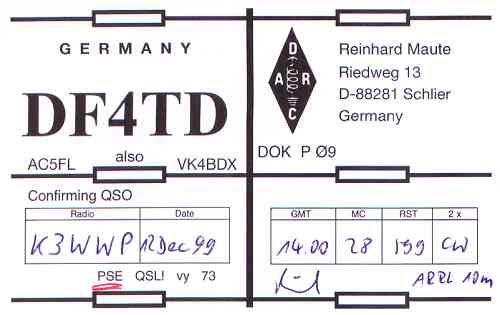 GERMANY
DF4TD
AC5FL also VK4BDX
D
A R
C
Reinhard Maute
Riedweg 13
D-88281 Schlier
Germany
DOK P Ø9
Confirming QSO
Radio Date
K3WWP 12 Dec 99
PSE QSL! vy 73
GMT MC RST 2 x
14.00 28 599 CW
ARRL 10m